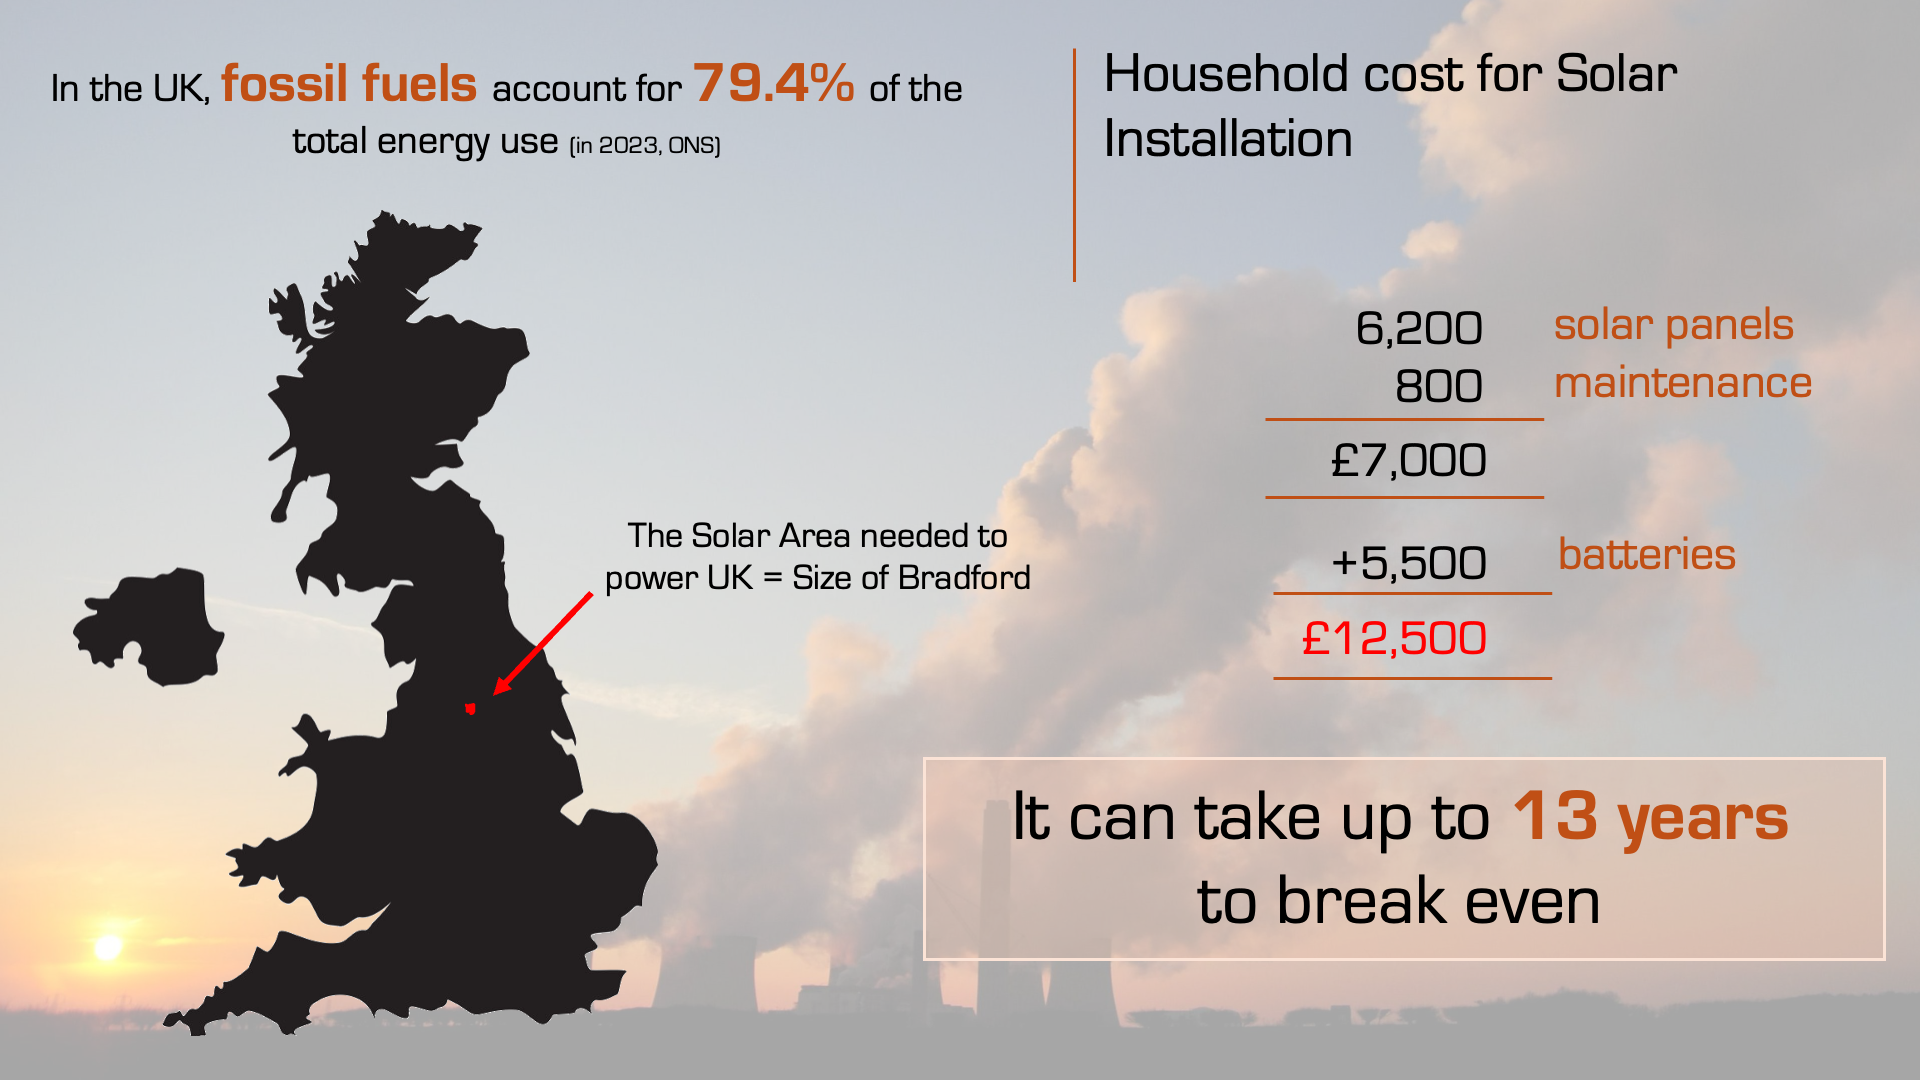 In the UK, fossil fuels account for 79.4% of the
total energy use (in 2023, ONS)
The Solar Area needed to
power UK = Size of Bradford
Household cost for Solar
Installation
6,200 solar panels
800 maintenance
£7,000
+5,500 batteries
£12,500
It can take up to 13 years
to break even